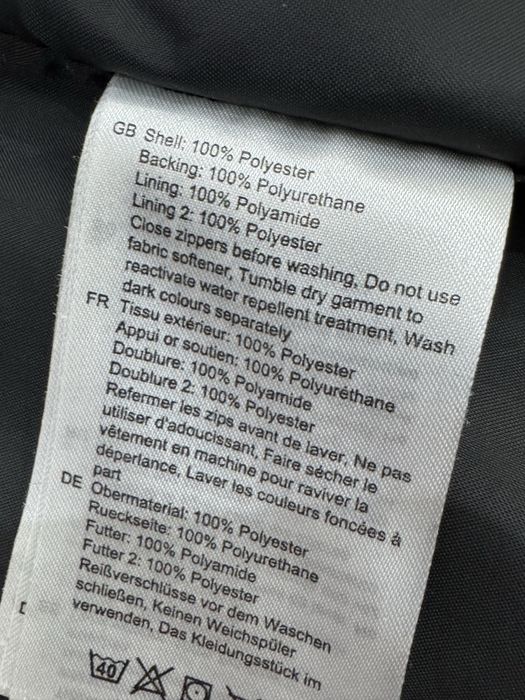 GB Shell: 100% Polyester
Backing: 100% Polyurethane
Lining: 100% Polyamide
Lining 2: 100% Polyester
Close zippers before washing, Do not use
fabric softener, Tumble dry garment to
reactivate water repellent treatment, Wash
dark colours separately
FR Tissu extérieur: 100% Polyester
Appui or soutien: 100% Polyuréthane
Doublure: 100% Polyamide
Doublure 2: 100% Polyester
Refermer les zips avant de laver, Ne pas
utiliser d'adoucissant, Faire sécher le
vêtement en machine pour raviver la
déperlance, Laver les couleurs foncées à
part
DE Obermaterial: 100% Polyester
Rueckseite: 100% Polyurethane
Futter: 100% Polyamide
Futter 2: 100% Polyester
Reißverschlüsse vor dem Waschen
schließen, Keinen Weichspüler
verwenden, Das Kleidungsstück im
40